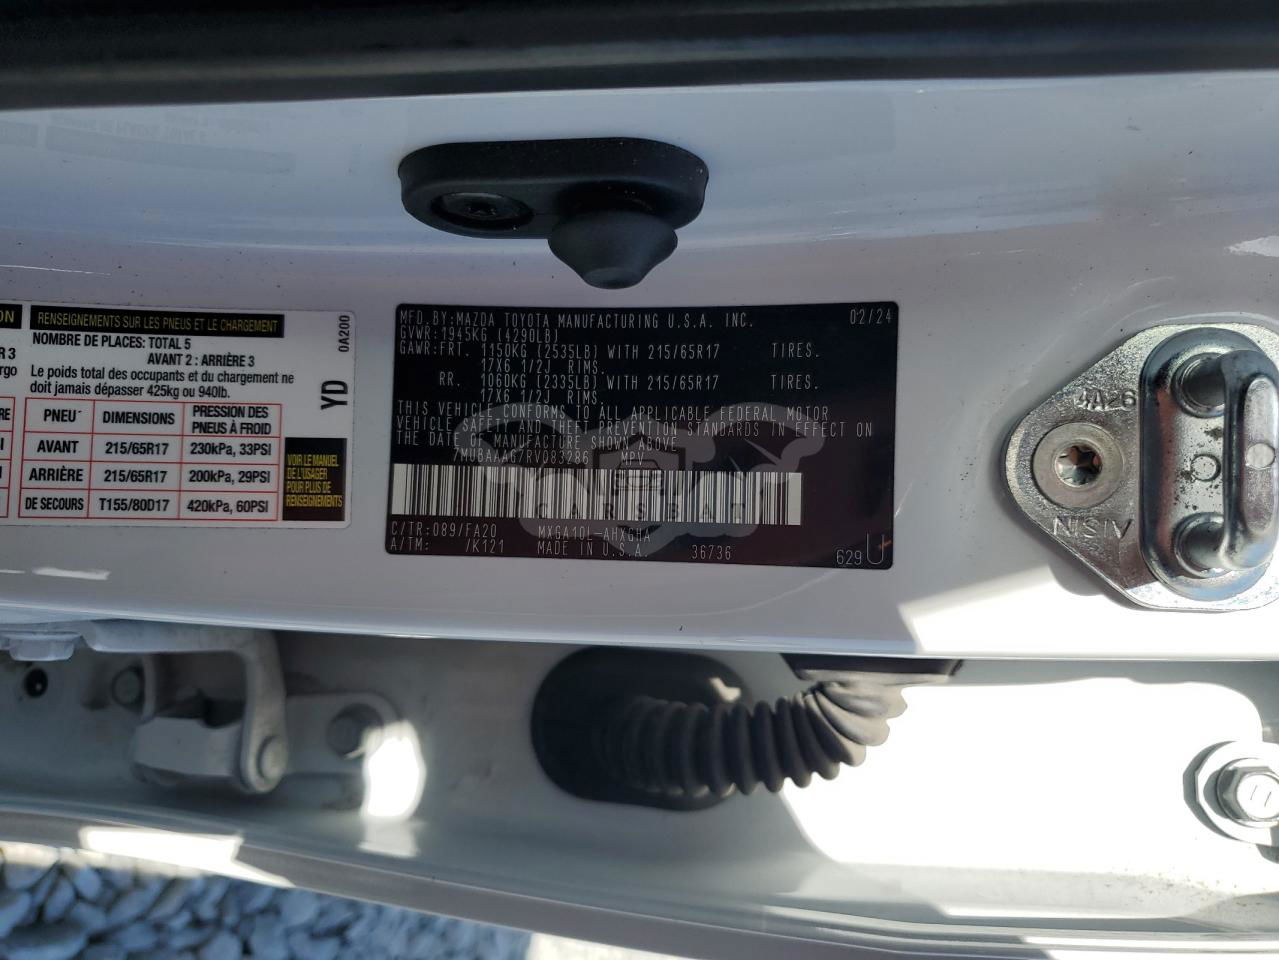 ON
R 3
rgo
RENSEIGNEMENTS SUR LES PNEUS ET LE CHARGEMENT
NOMBRE DE PLACES: TOTAL 5
AVANT 2 : ARRIÈRE 3
Le poids total des occupants et du chargement ne
doit jamais dépasser 425kg ou 940lb.
PNEU DIMENSIONS PRESSION DES PNEUS À FROID
AVANT 215/65R17 230kPa, 33PSI
ARRIÈRE 215/65R17 200kPa, 29PSI
DE SECOURS T155/80D17 420kPa, 60PSI
0A200
YD
VOIR LE MANUEL
DE L'USAGER
POUR PLUS DE
RENSEIGNEMENTS
MFD. BY:MAZDA TOYOTA MANUFACTURING U.S.A. INC. 02/24
GVWR:1945KG (4290LB)
GAWR:FRT. 1150KG (2535LB) WITH 215/65R17 TIRES.
17X6 1/2J RIMS.
RR. 1060KG (2335LB) WITH 215/65R17 TIRES.
17X6 1/2J RIMS.
THIS VEHICLE CONFORMS TO ALL APPLICABLE FEDERAL MOTOR
VEHICLE SAFETY AND THEFT PREVENTION STANDARDS IN EFFECT ON
THE DATE OF MANUFACTURE SHOWN ABOVE
7MUBAAAG7RV083286 MPV
CARSBAT
C/TR:089/FA20 MXGA10L-AHXGHA
A/TM: /K121 MADE IN U.S.A. 36736 629 U
4A26
AISIN